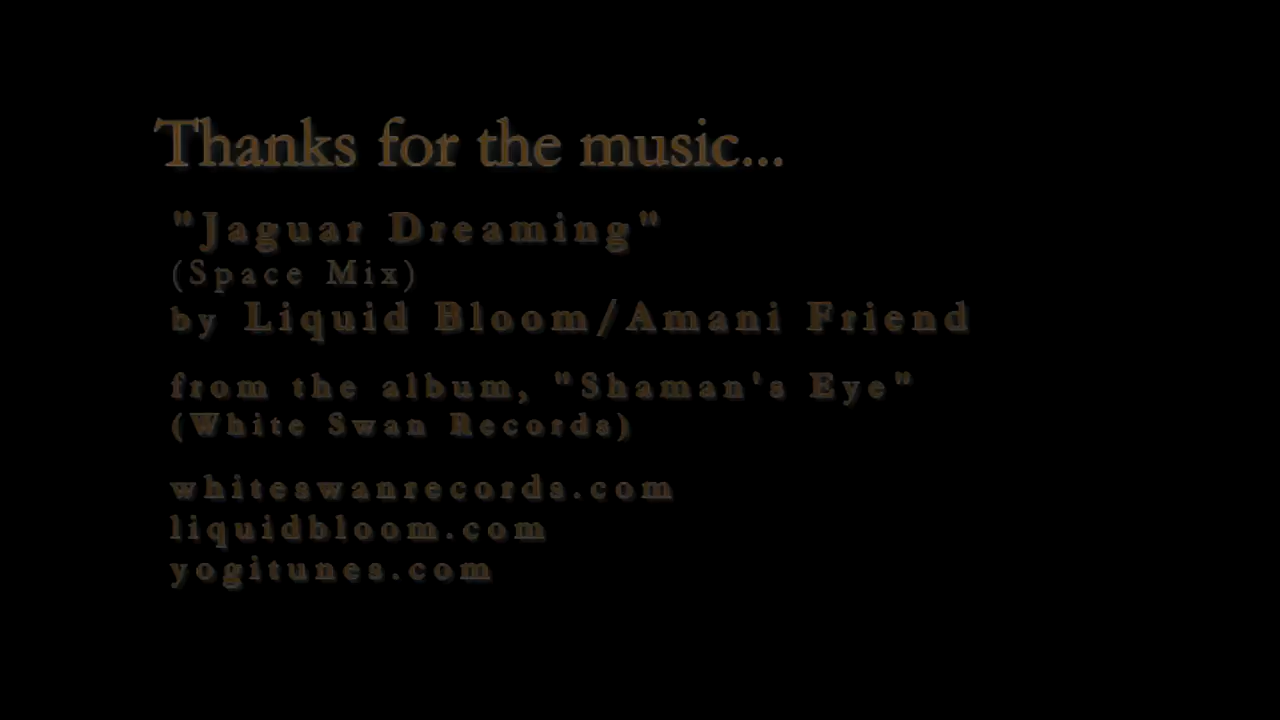 Thanks for the music...
"Jaguar Dreaming"
(Space Mix)
by Liquid Bloom/Amani Friend
from the album, "Shaman's Eye"
(White Swan Records)
whiteswanrecords.com
liquidbloom.com
yogitunes.com